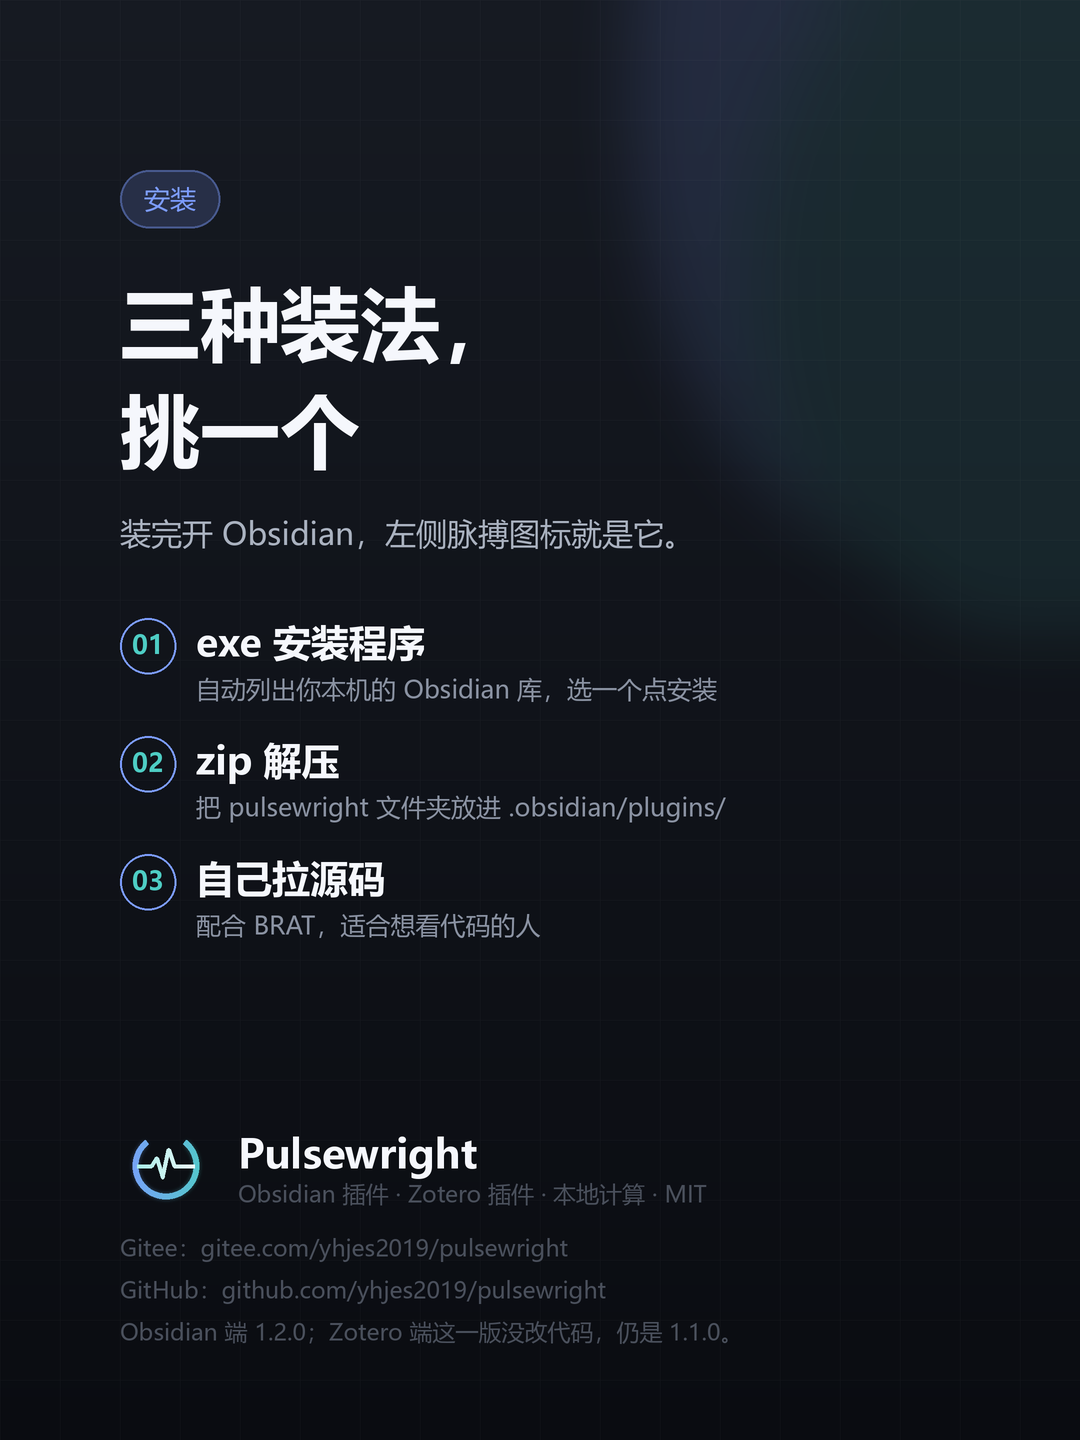 安装
三种装法，
挑一个
装完开 Obsidian，左侧脉搏图标就是它。
01 exe 安装程序
自动列出你本机的 Obsidian 库，选一个点安装
02 zip 解压
把 pulsewright 文件夹放进 .obsidian/plugins/
03 自己拉源码
配合 BRAT，适合想看代码的人
Pulsewright
Obsidian 插件 · Zotero 插件 · 本地计算 · MIT
Gitee：gitee.com/yhjes2019/pulsewright
GitHub：github.com/yhjes2019/pulsewright
Obsidian 端 1.2.0；Zotero 端这一版没改代码，仍是 1.1.0。